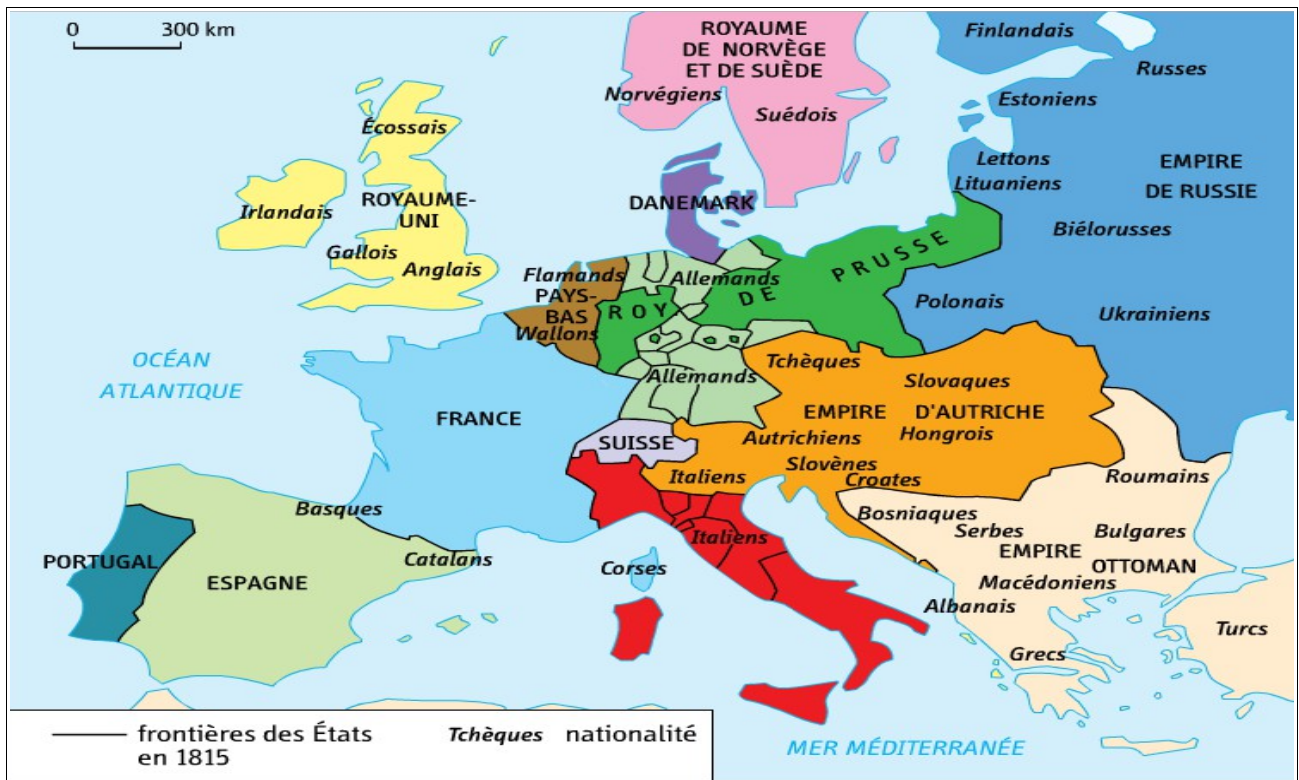 0 300 km
ROYAUME
DE NORVÈGE
ET DE SUÈDE
Finlandais
Russes
Norvégiens
Suédois
Estoniens
Écossais
Lettons
Lituaniens
EMPIRE
DE RUSSIE
Irlandais
ROYAUME-
UNI
DANEMARK
Biélorusses
Gallois
Anglais
Flamands
PAYS-
BAS
Wallons
Allemands
ROY DE PRUSSE
Polonais
Ukrainiens
OCÉAN
ATLANTIQUE
Allemands
Tchèques
Slovaques
FRANCE
EMPIRE D'AUTRICHE
SUISSE
Autrichiens
Hongrois
Italiens
Slovènes
Croates
Roumains
Basques
Bosniaques
Serbes
Bulgares
PORTUGAL
ESPAGNE
Catalans
Corses
Italiens
EMPIRE
OTTOMAN
Macédoniens
Albanais
Turcs
Grecs
frontières des États
en 1815
Tchèques nationalité
MER MÉDITERRANÉE